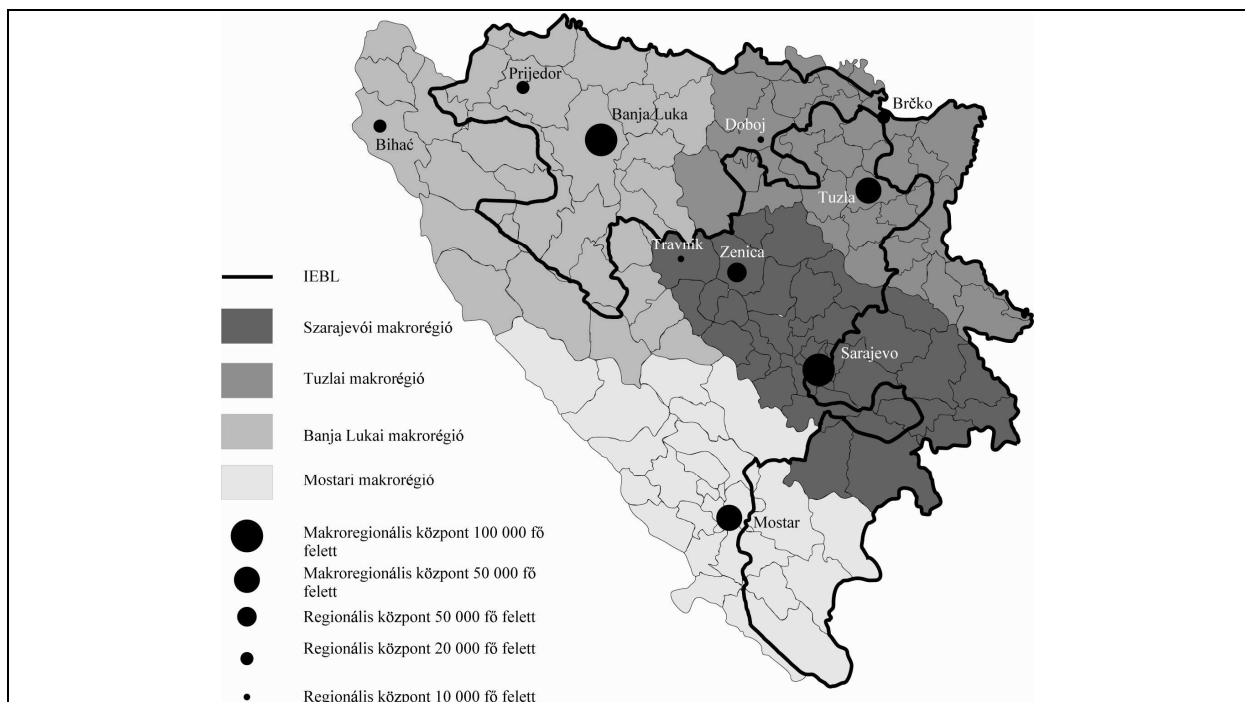 Prijedor
Brčko
Banja Luka
Doboj
Bihać
Tuzla
Travnik
Zenica
IEBL
Szarajevói makrorégió
Sarajevo
Tuzlai makrorégió
Banja Lukai makrorégió
Mostari makrorégió
Mostar
Makroregionális központ 100 000 fő
felett
Makroregionális központ 50 000 fő
felett
Regionális központ 50 000 fő felett
Regionális központ 20 000 fő felett
Regionális központ 10 000 fő felett